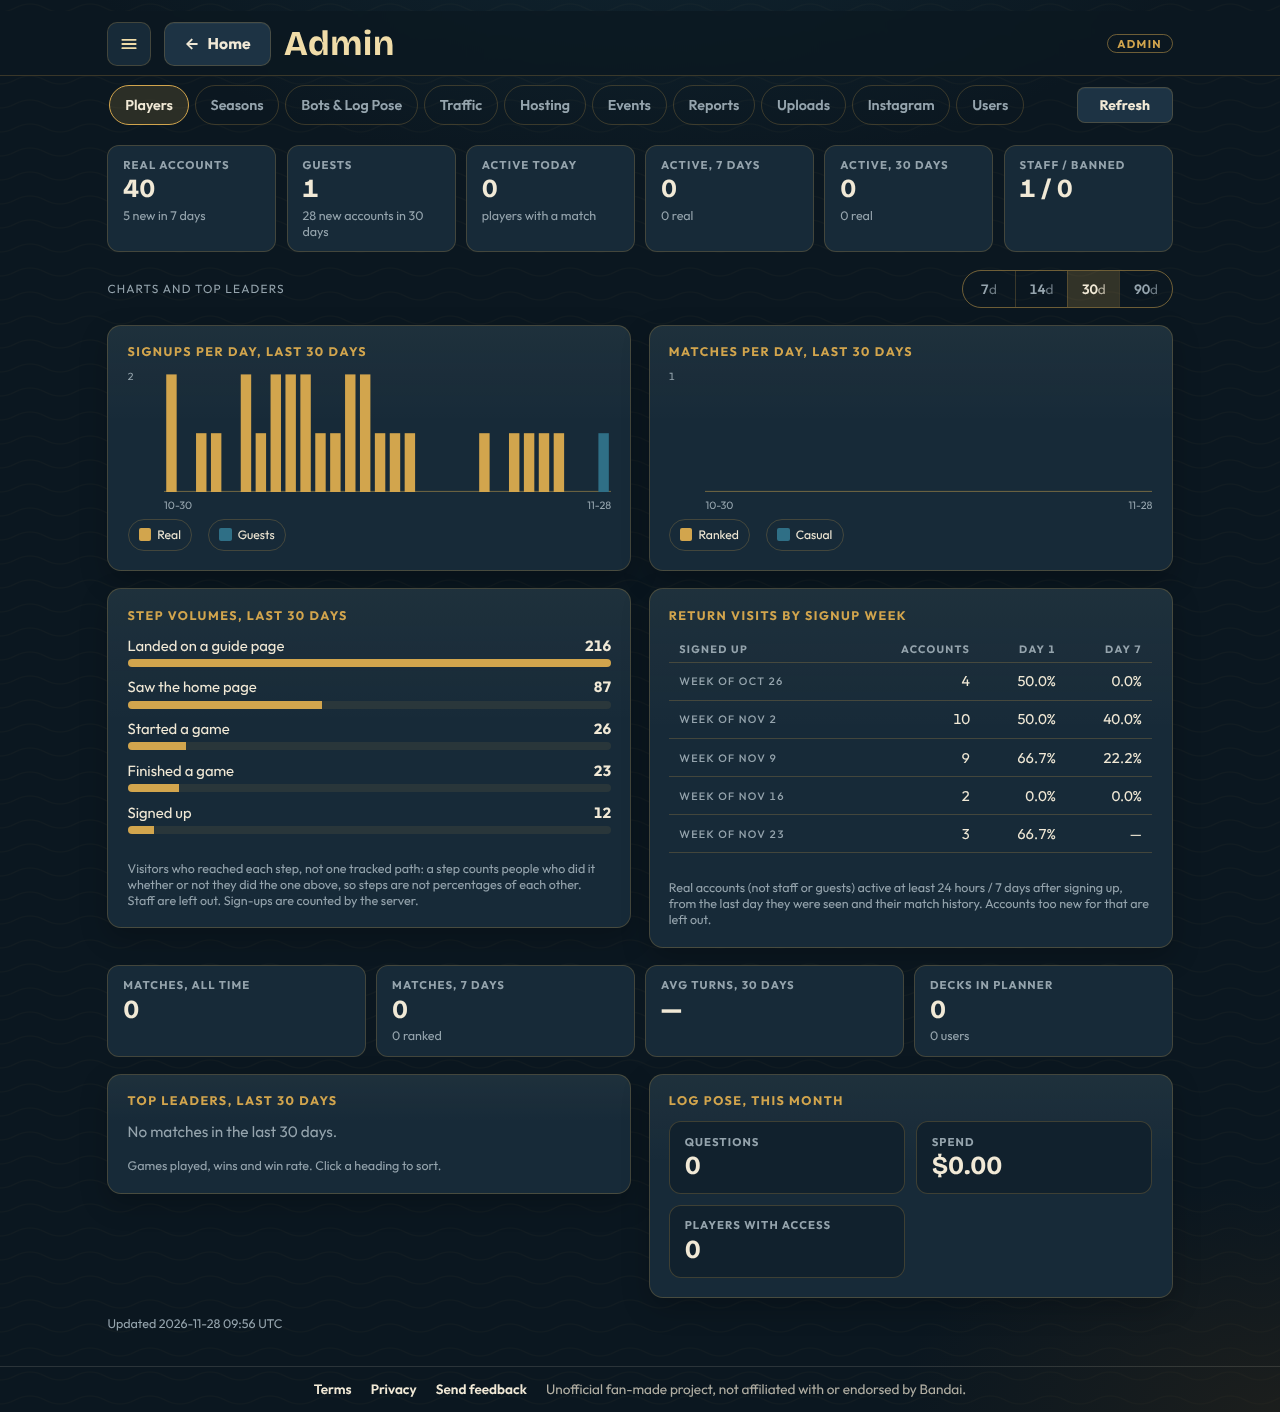 ← Home
Admin
ADMIN
Players
Seasons
Bots & Log Pose
Traffic
Hosting
Events
Reports
Uploads
Instagram
Users
Refresh
REAL ACCOUNTS
40
5 new in 7 days
GUESTS
1
28 new accounts in 30
days
ACTIVE TODAY
0
players with a match
ACTIVE, 7 DAYS
0
0 real
ACTIVE, 30 DAYS
0
0 real
STAFF / BANNED
1 / 0
CHARTS AND TOP LEADERS
7d
14d
30d
90d
SIGNUPS PER DAY, LAST 30 DAYS
2
10-30
11-28
Real
Guests
MATCHES PER DAY, LAST 30 DAYS
1
10-30
11-28
Ranked
Casual
STEP VOLUMES, LAST 30 DAYS
Landed on a guide page 216
Saw the home page 87
Started a game 26
Finished a game 23
Signed up 12
Visitors who reached each step, not one tracked path: a step counts people who did it
whether or not they did the one above, so steps are not percentages of each other.
Staff are left out. Sign-ups are counted by the server.
RETURN VISITS BY SIGNUP WEEK
SIGNED UP ACCOUNTS DAY 1 DAY 7
WEEK OF OCT 26 4 50.0% 0.0%
WEEK OF NOV 2 10 50.0% 40.0%
WEEK OF NOV 9 9 66.7% 22.2%
WEEK OF NOV 16 2 0.0% 0.0%
WEEK OF NOV 23 3 66.7% —
Real accounts (not staff or guests) active at least 24 hours / 7 days after signing up,
from the last day they were seen and their match history. Accounts too new for that are
left out.
MATCHES, ALL TIME
0
MATCHES, 7 DAYS
0
0 ranked
AVG TURNS, 30 DAYS
—
DECKS IN PLANNER
0
0 users
TOP LEADERS, LAST 30 DAYS
No matches in the last 30 days.
Games played, wins and win rate. Click a heading to sort.
LOG POSE, THIS MONTH
QUESTIONS
0
SPEND
$0.00
PLAYERS WITH ACCESS
0
Updated 2026-11-28 09:56 UTC
Terms Privacy Send feedback Unofficial fan-made project, not affiliated with or endorsed by Bandai.